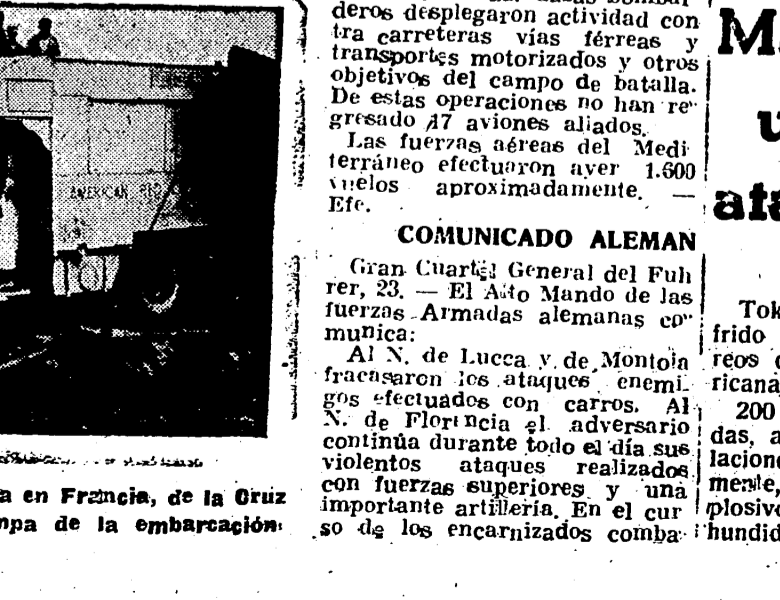 AMERICAN RED
a en Francia, de la Cruz
mpa de la embarcación
deros desplegaron actividad con
tra carreteras vías férreas y
transportes motorizados y otros
objetivos del campo de batalla.
De estas operaciones no han re-
gresado 17 aviones aliados.
Las fuerzas aéreas del Medi
terráneo efectuaron ayer 1.600
vuelos aproximadamente. —
Efe.
COMUNICADO ALEMAN
Gran Cuartel General del Fuh
rer, 23. — El Alto Mando de las
fuerzas Armadas alemanas co-
munica:
Al N. de Lucca y de Montoia
fracasaron los ataques enemi-
gos efectuados con carros. Al
N. de Florencia el adversario
continúa durante todo el día sus
violentos ataques realizados
con fuerzas superiores y una
importante artillería. En el cur
so de los encarnizados comba-
M
u
ata
Tok
frido
reos
ricana
200
das, a
lacione
mente,
plosivo
hundid